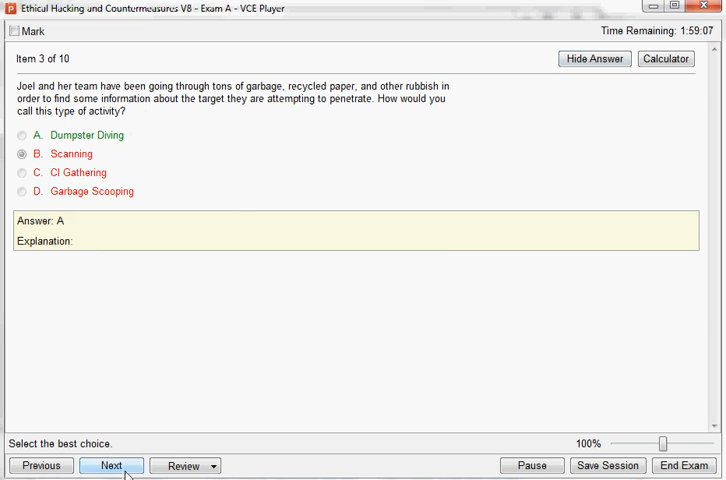 Ethical Hacking and Countermeasures V8 - Exam A - VCE Player
Mark
Time Remaining: 1:59:07
Item 3 of 10
Hide Answer
Calculator
Joel and her team have been going through tons of garbage, recycled paper, and other rubbish in
order to find some information about the target they are attempting to penetrate. How would you
call this type of activity?
A. Dumpster Diving
B. Scanning
C. CI Gathering
D. Garbage Scooping
Answer: A
Explanation:
Select the best choice.
100%
Previous
Next
Review
Pause
Save Session
End Exam